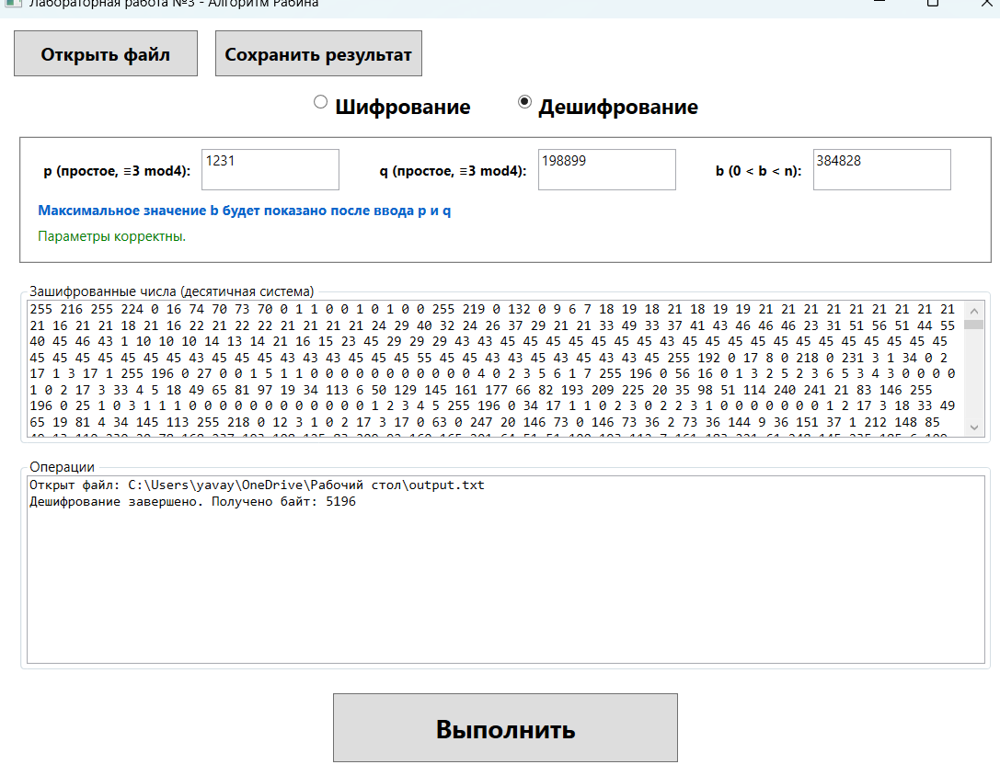 Лабораторная работа №3 - Алгоритм Рабина
Открыть файл Сохранить результат
Шифрование Дешифрование
p (простое, ≡3 mod4): 1231 q (простое, ≡3 mod4): 198899 b (0 < b < n): 384828
Максимальное значение b будет показано после ввода p и q
Параметры корректны.
Зашифрованные числа (десятичная система)
255 216 255 224 0 16 74 70 73 70 0 1 1 0 0 1 0 1 0 0 255 219 0 132 0 9 6 7 18 19 18 21 18 19 19 21 21 21 21 21 21 21 21 21
21 16 21 21 18 21 16 22 21 22 22 21 21 21 21 24 29 40 32 24 26 37 29 21 21 33 49 33 37 41 43 46 46 46 23 31 51 56 51 44 55
40 45 46 43 1 10 10 10 14 13 14 21 16 15 23 45 29 29 29 43 43 45 45 45 45 45 45 45 43 45 45 45 45 45 45 45 45 45 45 45 45
45 45 45 45 45 45 45 43 45 45 45 43 43 43 45 45 45 55 45 45 43 43 45 43 45 43 43 45 255 192 0 17 8 0 218 0 231 3 1 34 0 2
17 1 3 17 1 255 196 0 27 0 0 1 5 1 1 0 0 0 0 0 0 0 0 0 0 0 4 0 2 3 5 6 1 7 255 196 0 56 16 0 1 3 2 5 2 3 6 5 3 4 3 0 0 0 0
1 0 2 17 3 33 4 5 18 49 65 81 97 19 34 113 6 50 129 145 161 177 66 82 193 209 225 20 35 98 51 114 240 241 21 83 146 255
196 0 25 1 0 3 1 1 1 0 0 0 0 0 0 0 0 0 0 0 0 1 2 3 4 5 255 196 0 34 17 1 1 0 2 3 0 2 2 3 1 0 0 0 0 0 0 0 1 2 17 3 18 33 49
65 19 81 4 34 145 113 255 218 0 12 3 1 0 2 17 3 17 0 63 0 247 20 146 73 0 146 73 36 2 73 36 144 9 36 151 37 1 212 148 85
Операции
Открыт файл: C:\Users\yavay\OneDrive\Рабочий стол\output.txt
Дешифрование завершено. Получено байт: 5196
Выполнить